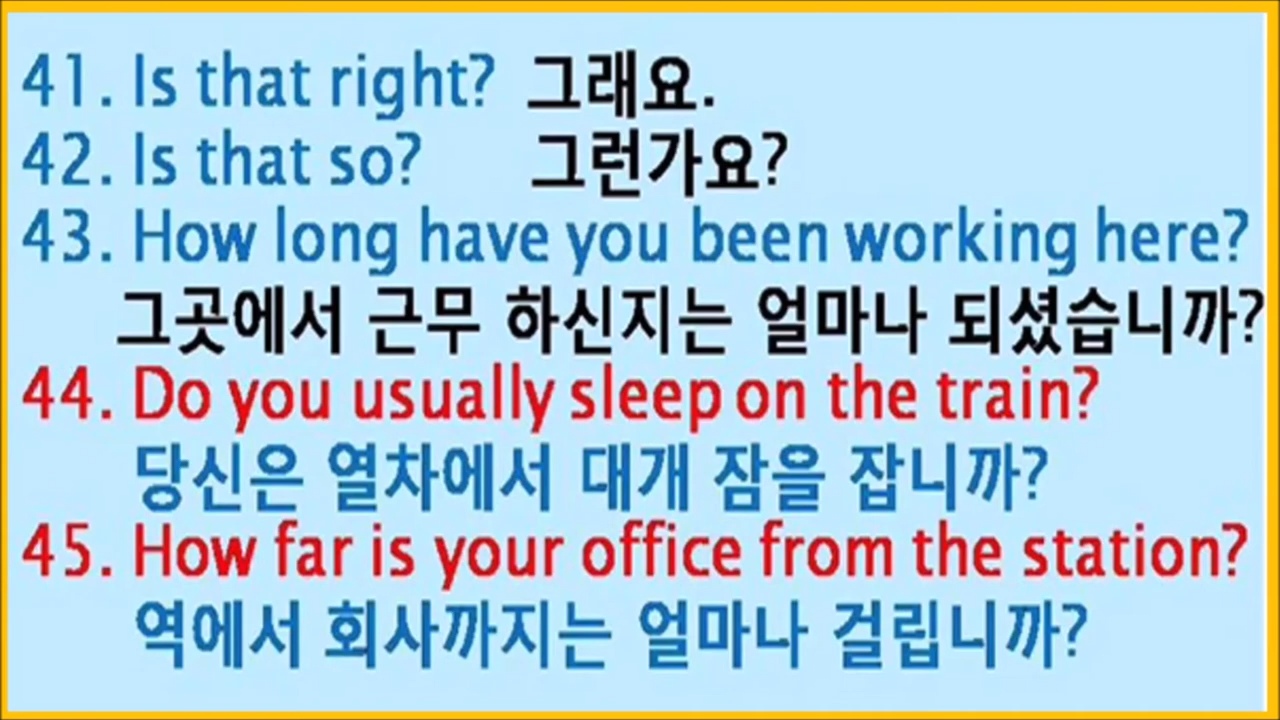 41. Is that right? 그래요.
42. Is that so? 그런가요?
43. How long have you been working here?
그곳에서 근무 하신지는 얼마나 되셨습니까?
44. Do you usually sleep on the train?
당신은 열차에서 대개 잠을 잡니까?
45. How far is your office from the station?
역에서 회사까지는 얼마나 걸립니까?